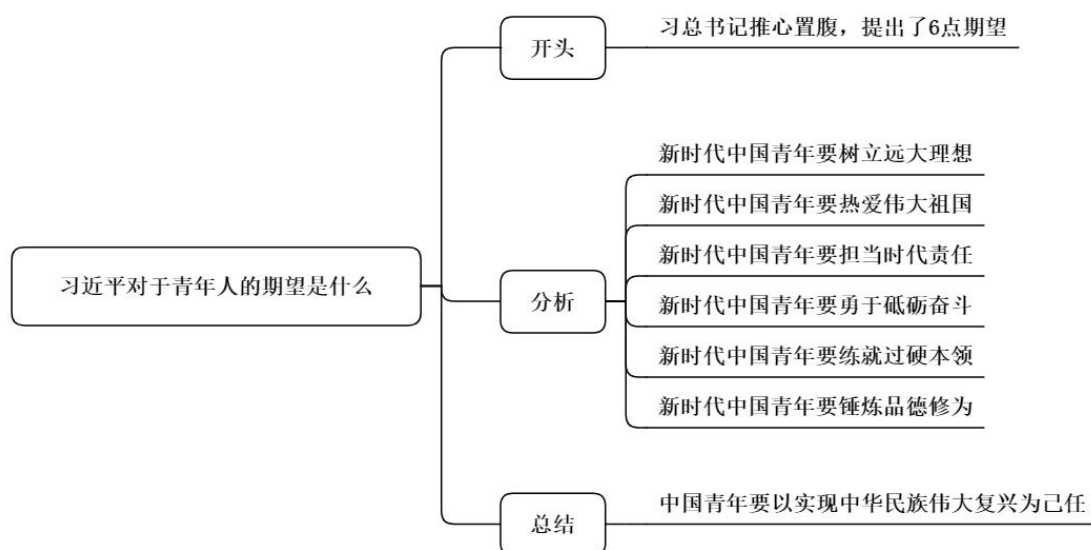 习近平对于青年人的期望是什么
开头
习总书记推心置腹，提出了6点期望
分析
新时代中国青年要树立远大理想
新时代中国青年要热爱伟大祖国
新时代中国青年要担当时代责任
新时代中国青年要勇于砥砺奋斗
新时代中国青年要练就过硬本领
新时代中国青年要锤炼品德修为
总结
中国青年要以实现中华民族伟大复兴为己任